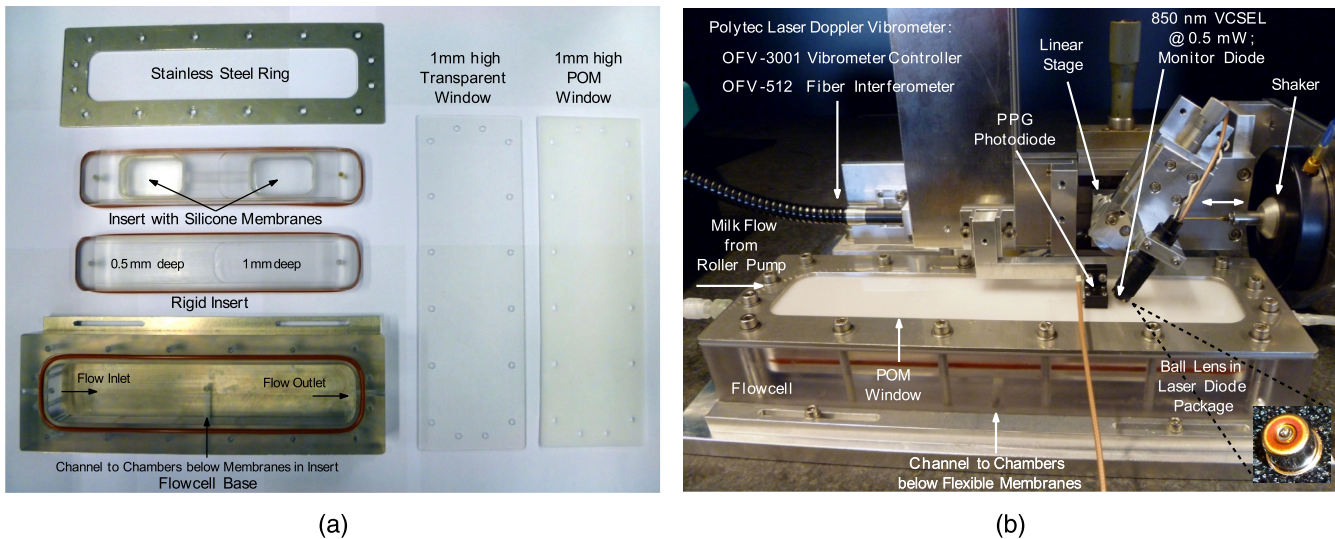 Stainless Steel Ring
1mm high
Transparent
Window
1mm high
POM
Window
Insert with Silicone Membranes
0.5mm deep
1mm deep
Rigid Insert
Flow Inlet
Flow Outlet
Channel to Chambers below Membranes in Insert
Flowcell Base
(a)
Polytec Laser Doppler Vibrometer:
OFV-3001 Vibrometer Controller
OFV-512 Fiber Interferometer
Linear
Stage
850 nm VCSEL
@ 0.5 mW;
Monitor Diode
Shaker
PPG
Photodiode
Milk Flow
from
Roller Pump
Flowcell
POM
Window
Ball Lens in
Laser Diode
Package
Channel to Chambers
below Flexible Membranes
(b)